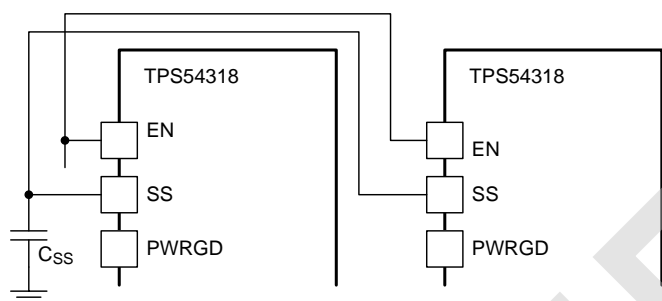 TPS54318
EN
SS
PWRGD
CSS
TPS54318
EN
SS
PWRGD